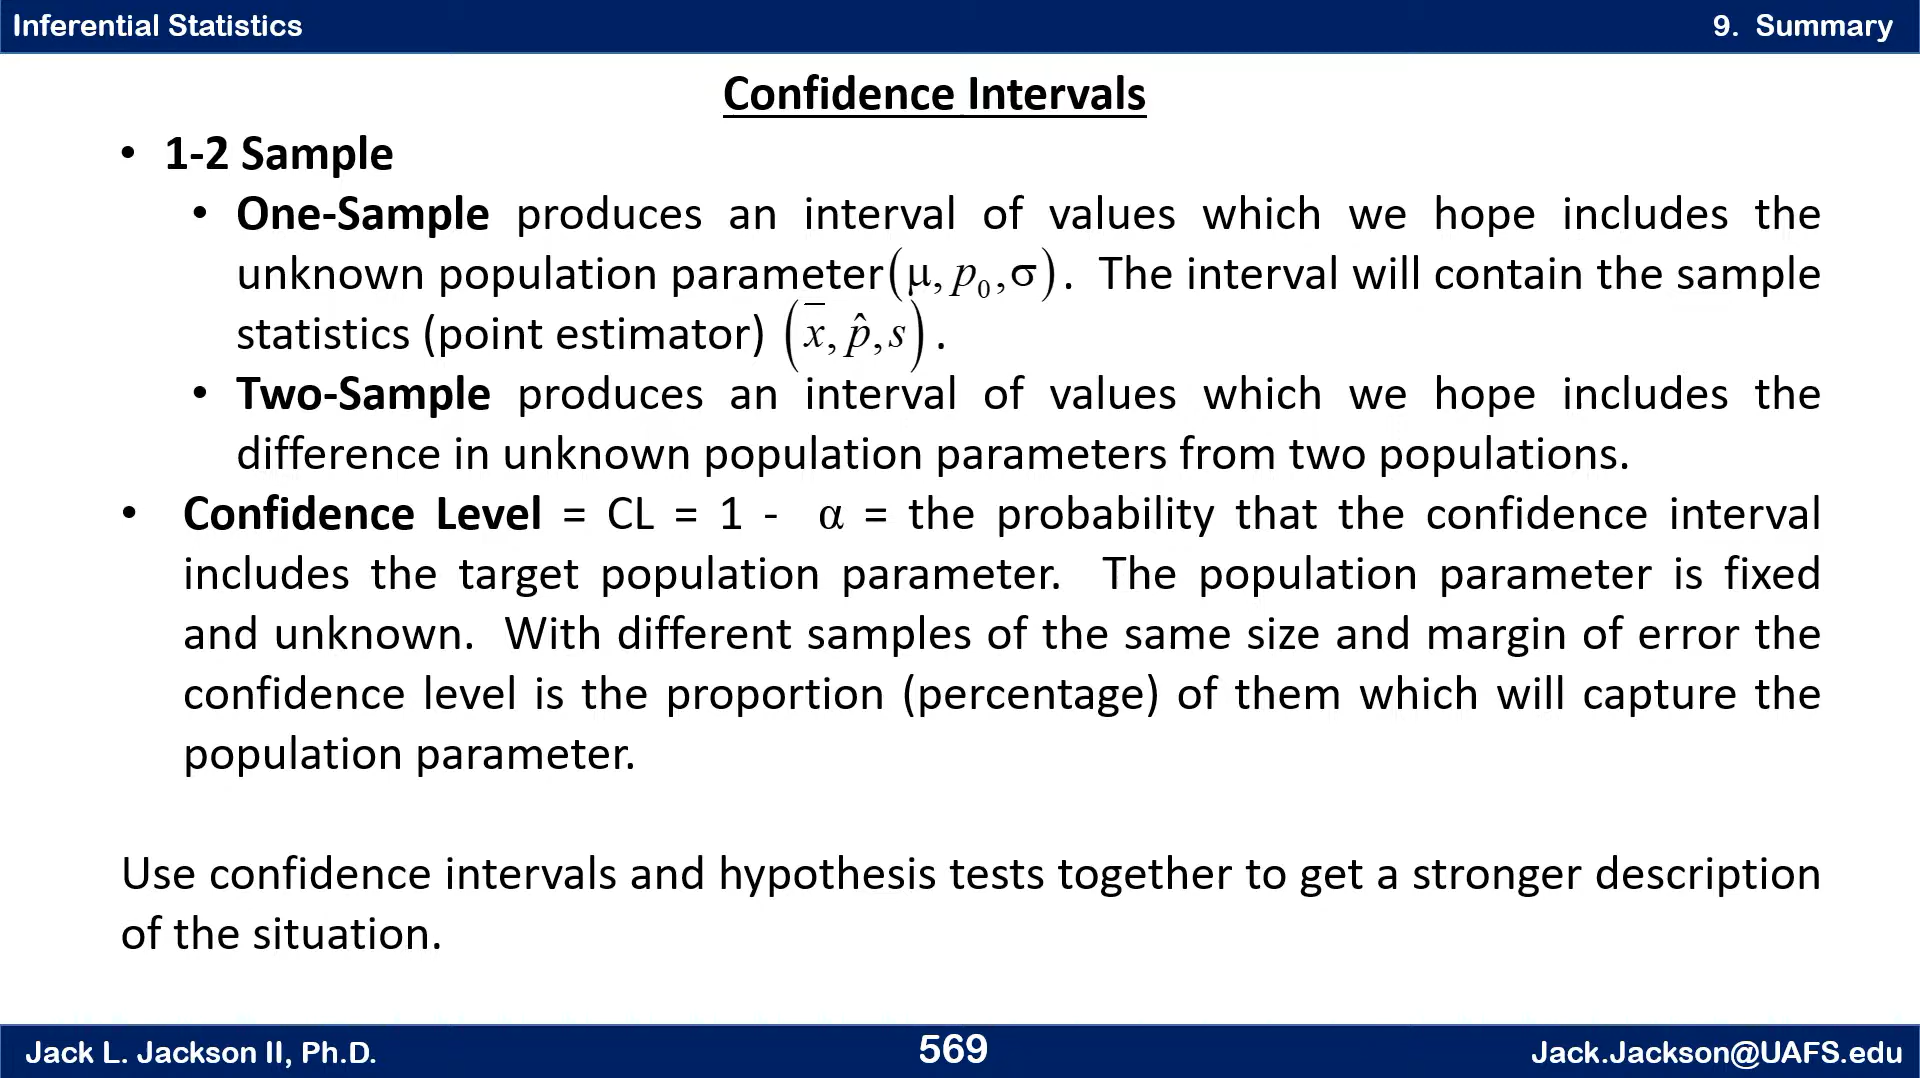 Inferential Statistics
9. Summary
Confidence Intervals
• 1-2 Sample
• One-Sample produces an interval of values which we hope includes the
unknown population parameter (μ, p₀, σ). The interval will contain the sample
statistics (point estimator) (x̅, p̂, s).
• Two-Sample produces an interval of values which we hope includes the
difference in unknown population parameters from two populations.
• Confidence Level = CL = 1 - α = the probability that the confidence interval
includes the target population parameter. The population parameter is fixed
and unknown. With different samples of the same size and margin of error the
confidence level is the proportion (percentage) of them which will capture the
population parameter.
Use confidence intervals and hypothesis tests together to get a stronger description
of the situation.
Jack L. Jackson II, Ph.D.
569
Jack.Jackson@UAFS.edu